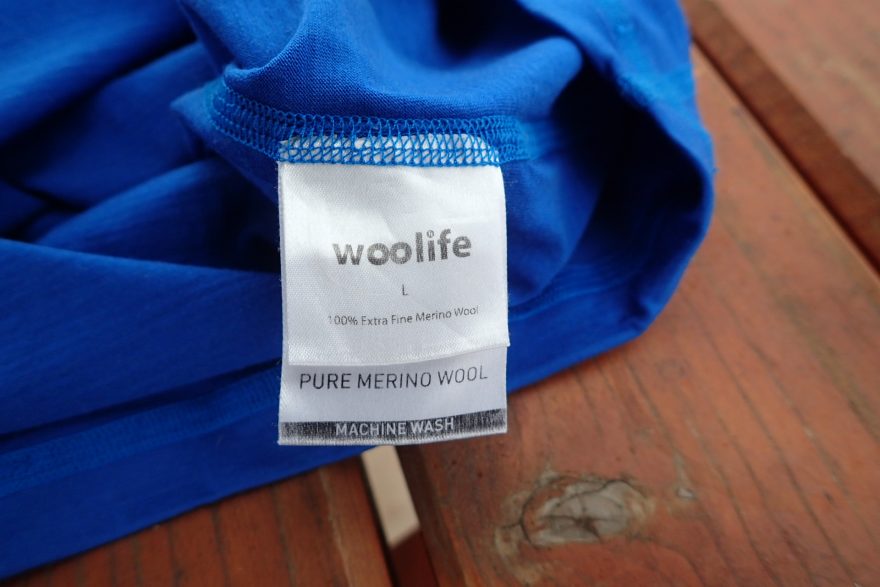 woolife
L
100% Extra Fine Merino Wool
PURE MERINO WOOL
MACHINE WASH